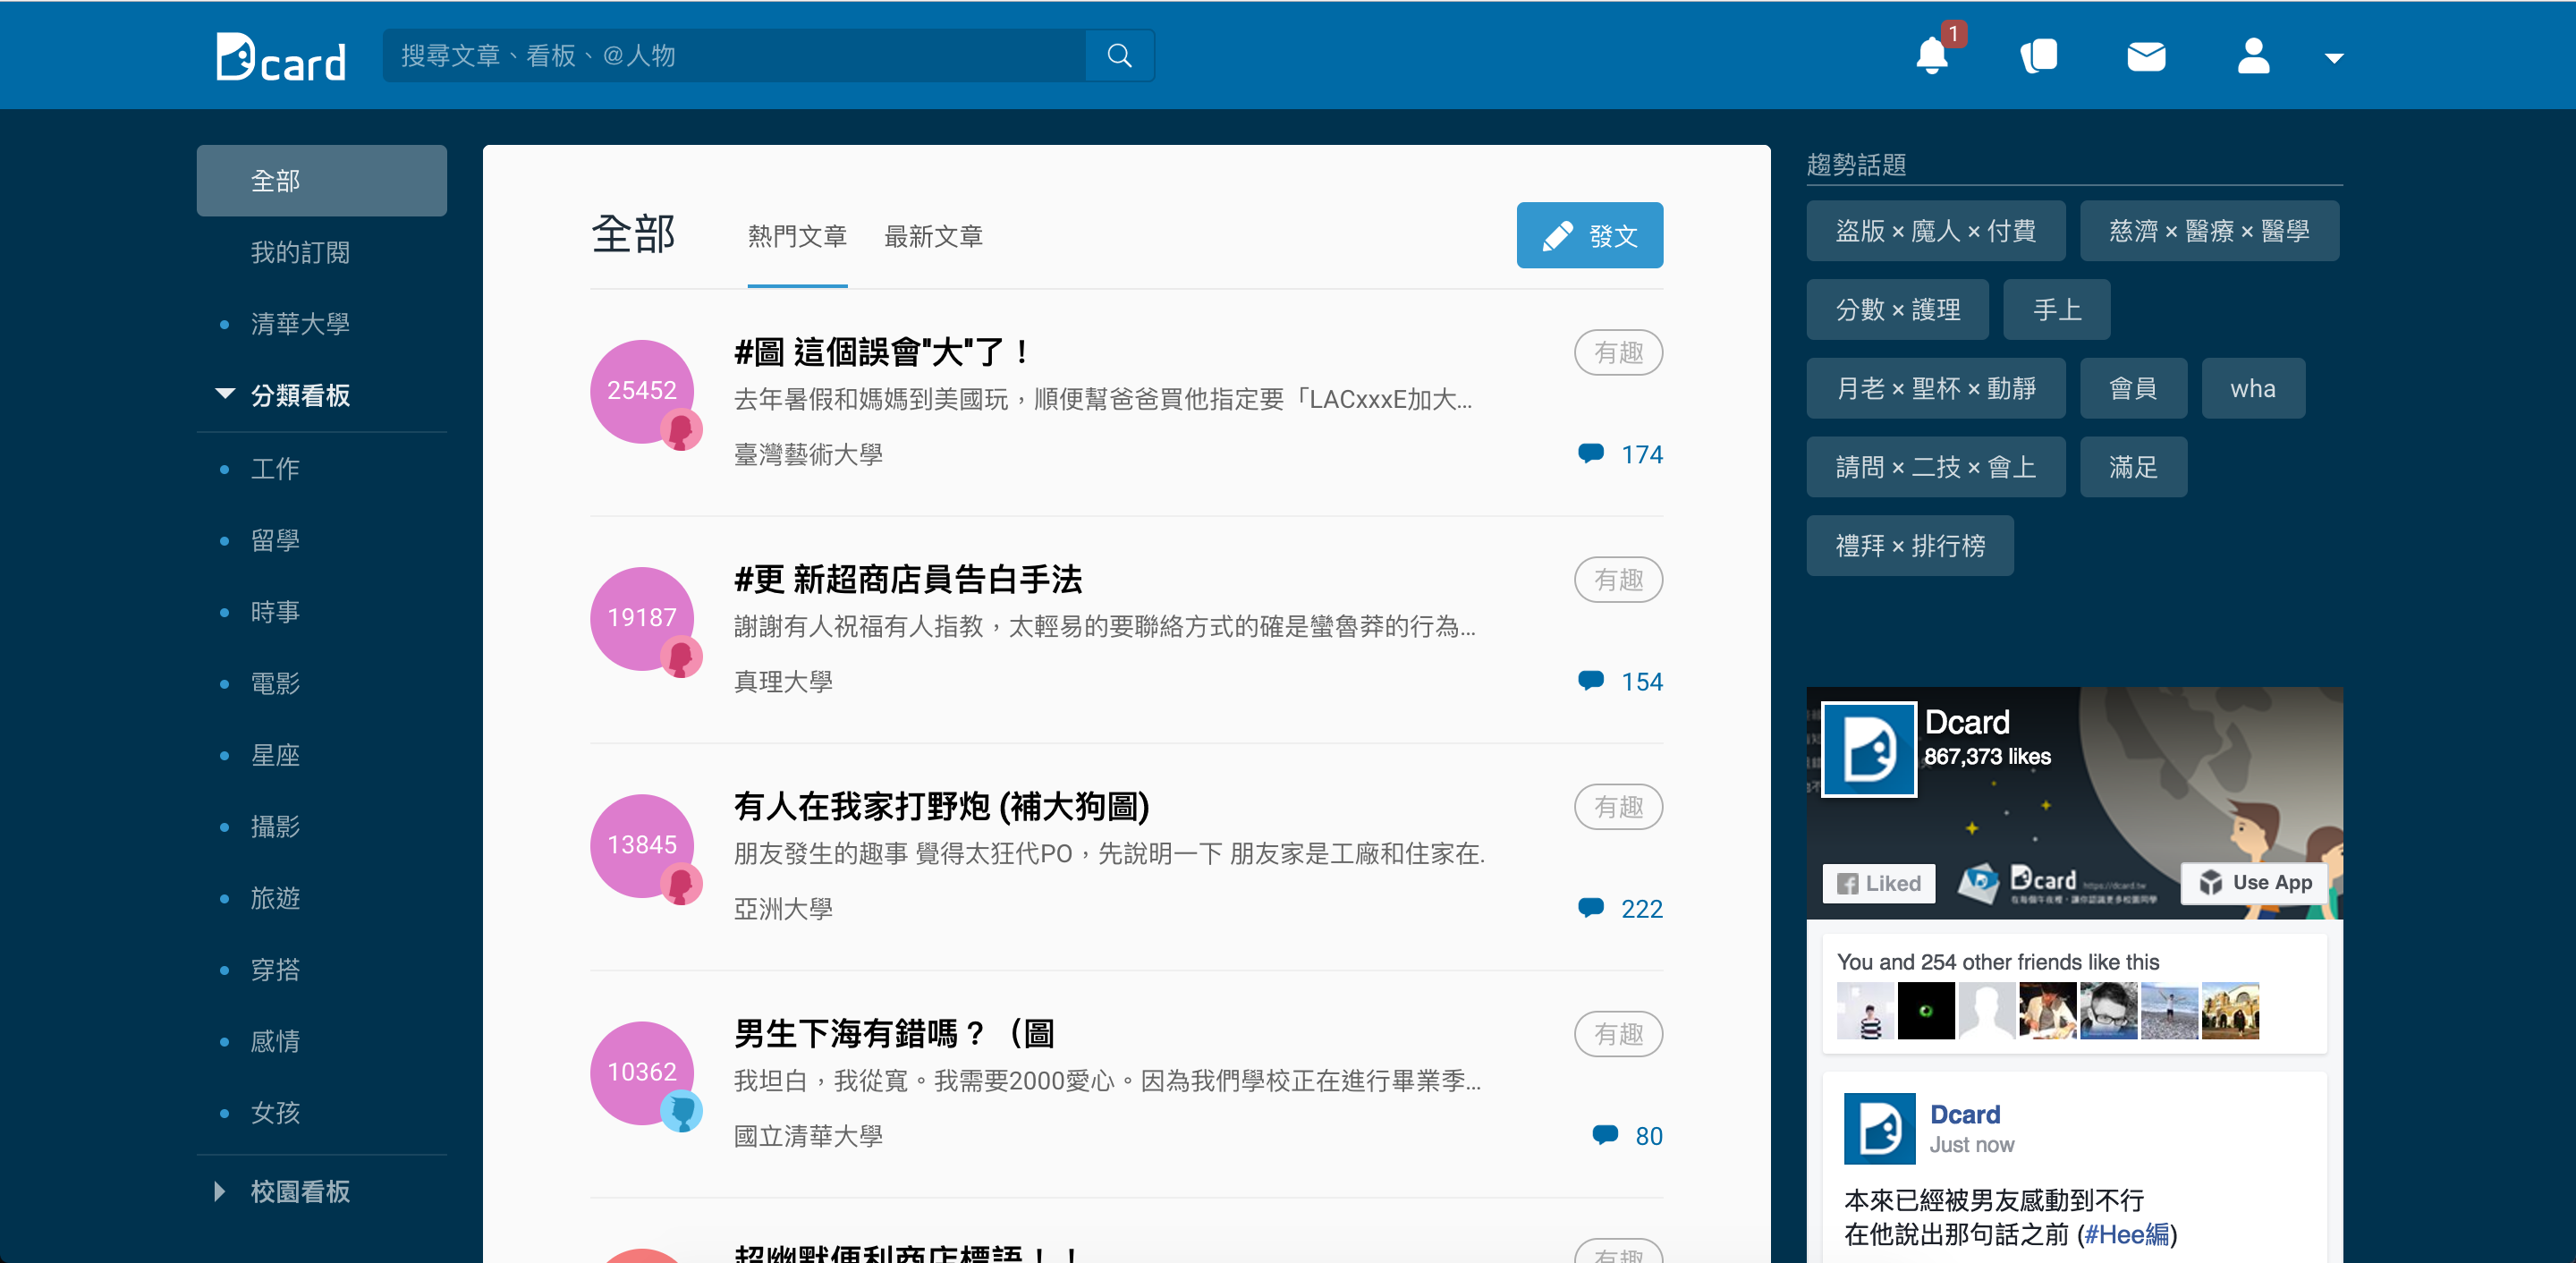 Dcard
搜尋文章、看板、@人物
1
全部
我的訂閱
清華大學
分類看板
工作
留學
時事
電影
星座
攝影
旅遊
穿搭
感情
女孩
校園看板
全部
熱門文章
最新文章
發文
#圖 這個誤會"大"了！
有趣
25452
去年暑假和媽媽到美國玩，順便幫爸爸買他指定要「LACxxxE加大...
臺灣藝術大學
174
#更 新超商店員告白手法
有趣
19187
謝謝有人祝福有人指教，太輕易的要聯絡方式的確是蠻魯莽的行為...
真理大學
154
有人在我家打野炮 (補大狗圖)
有趣
13845
朋友發生的趣事 覺得太狂代PO，先說明一下 朋友家是工廠和住家在.
亞洲大學
222
男生下海有錯嗎？（圖
有趣
10362
我坦白，我從寬。我需要2000愛心。因為我們學校正在進行畢業季...
國立清華大學
80
超幽默便利商店標語！！
有趣
趨勢話題
盜版 × 魔人 × 付費
慈濟 × 醫療 × 醫學
分數 × 護理
手上
月老 × 聖杯 × 動靜
會員
wha
請問 × 二技 × 會上
滿足
禮拜 × 排行榜
Dcard
867,373 likes
Liked
Dcard
https://dcard.tw
Use App
You and 254 other friends like this
Dcard
Just now
本來已經被男友感動到不行
在他說出那句話之前 (#Hee編)